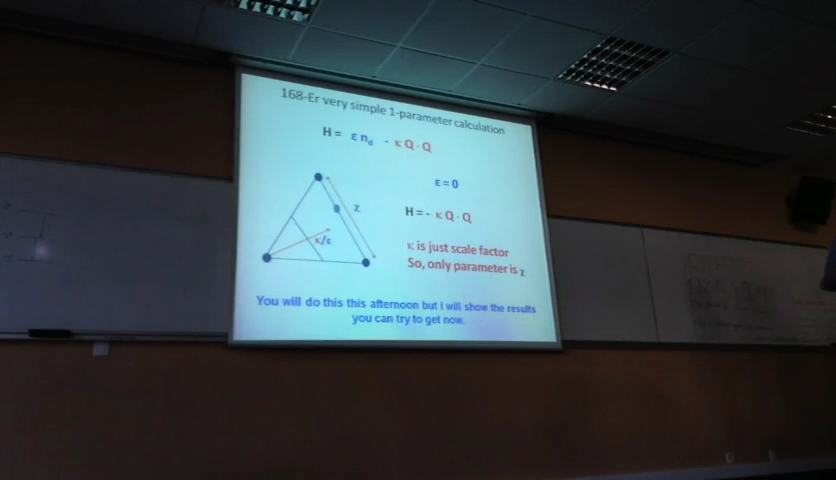 168-Er very simple 1-parameter calculation
H = ε n_d - κ Q · Q
ε = 0
χ
H = - κ Q · Q
κ/ε
κ is just scale factor
So, only parameter is χ
You will do this this afternoon but I will show the results
you can try to get now.